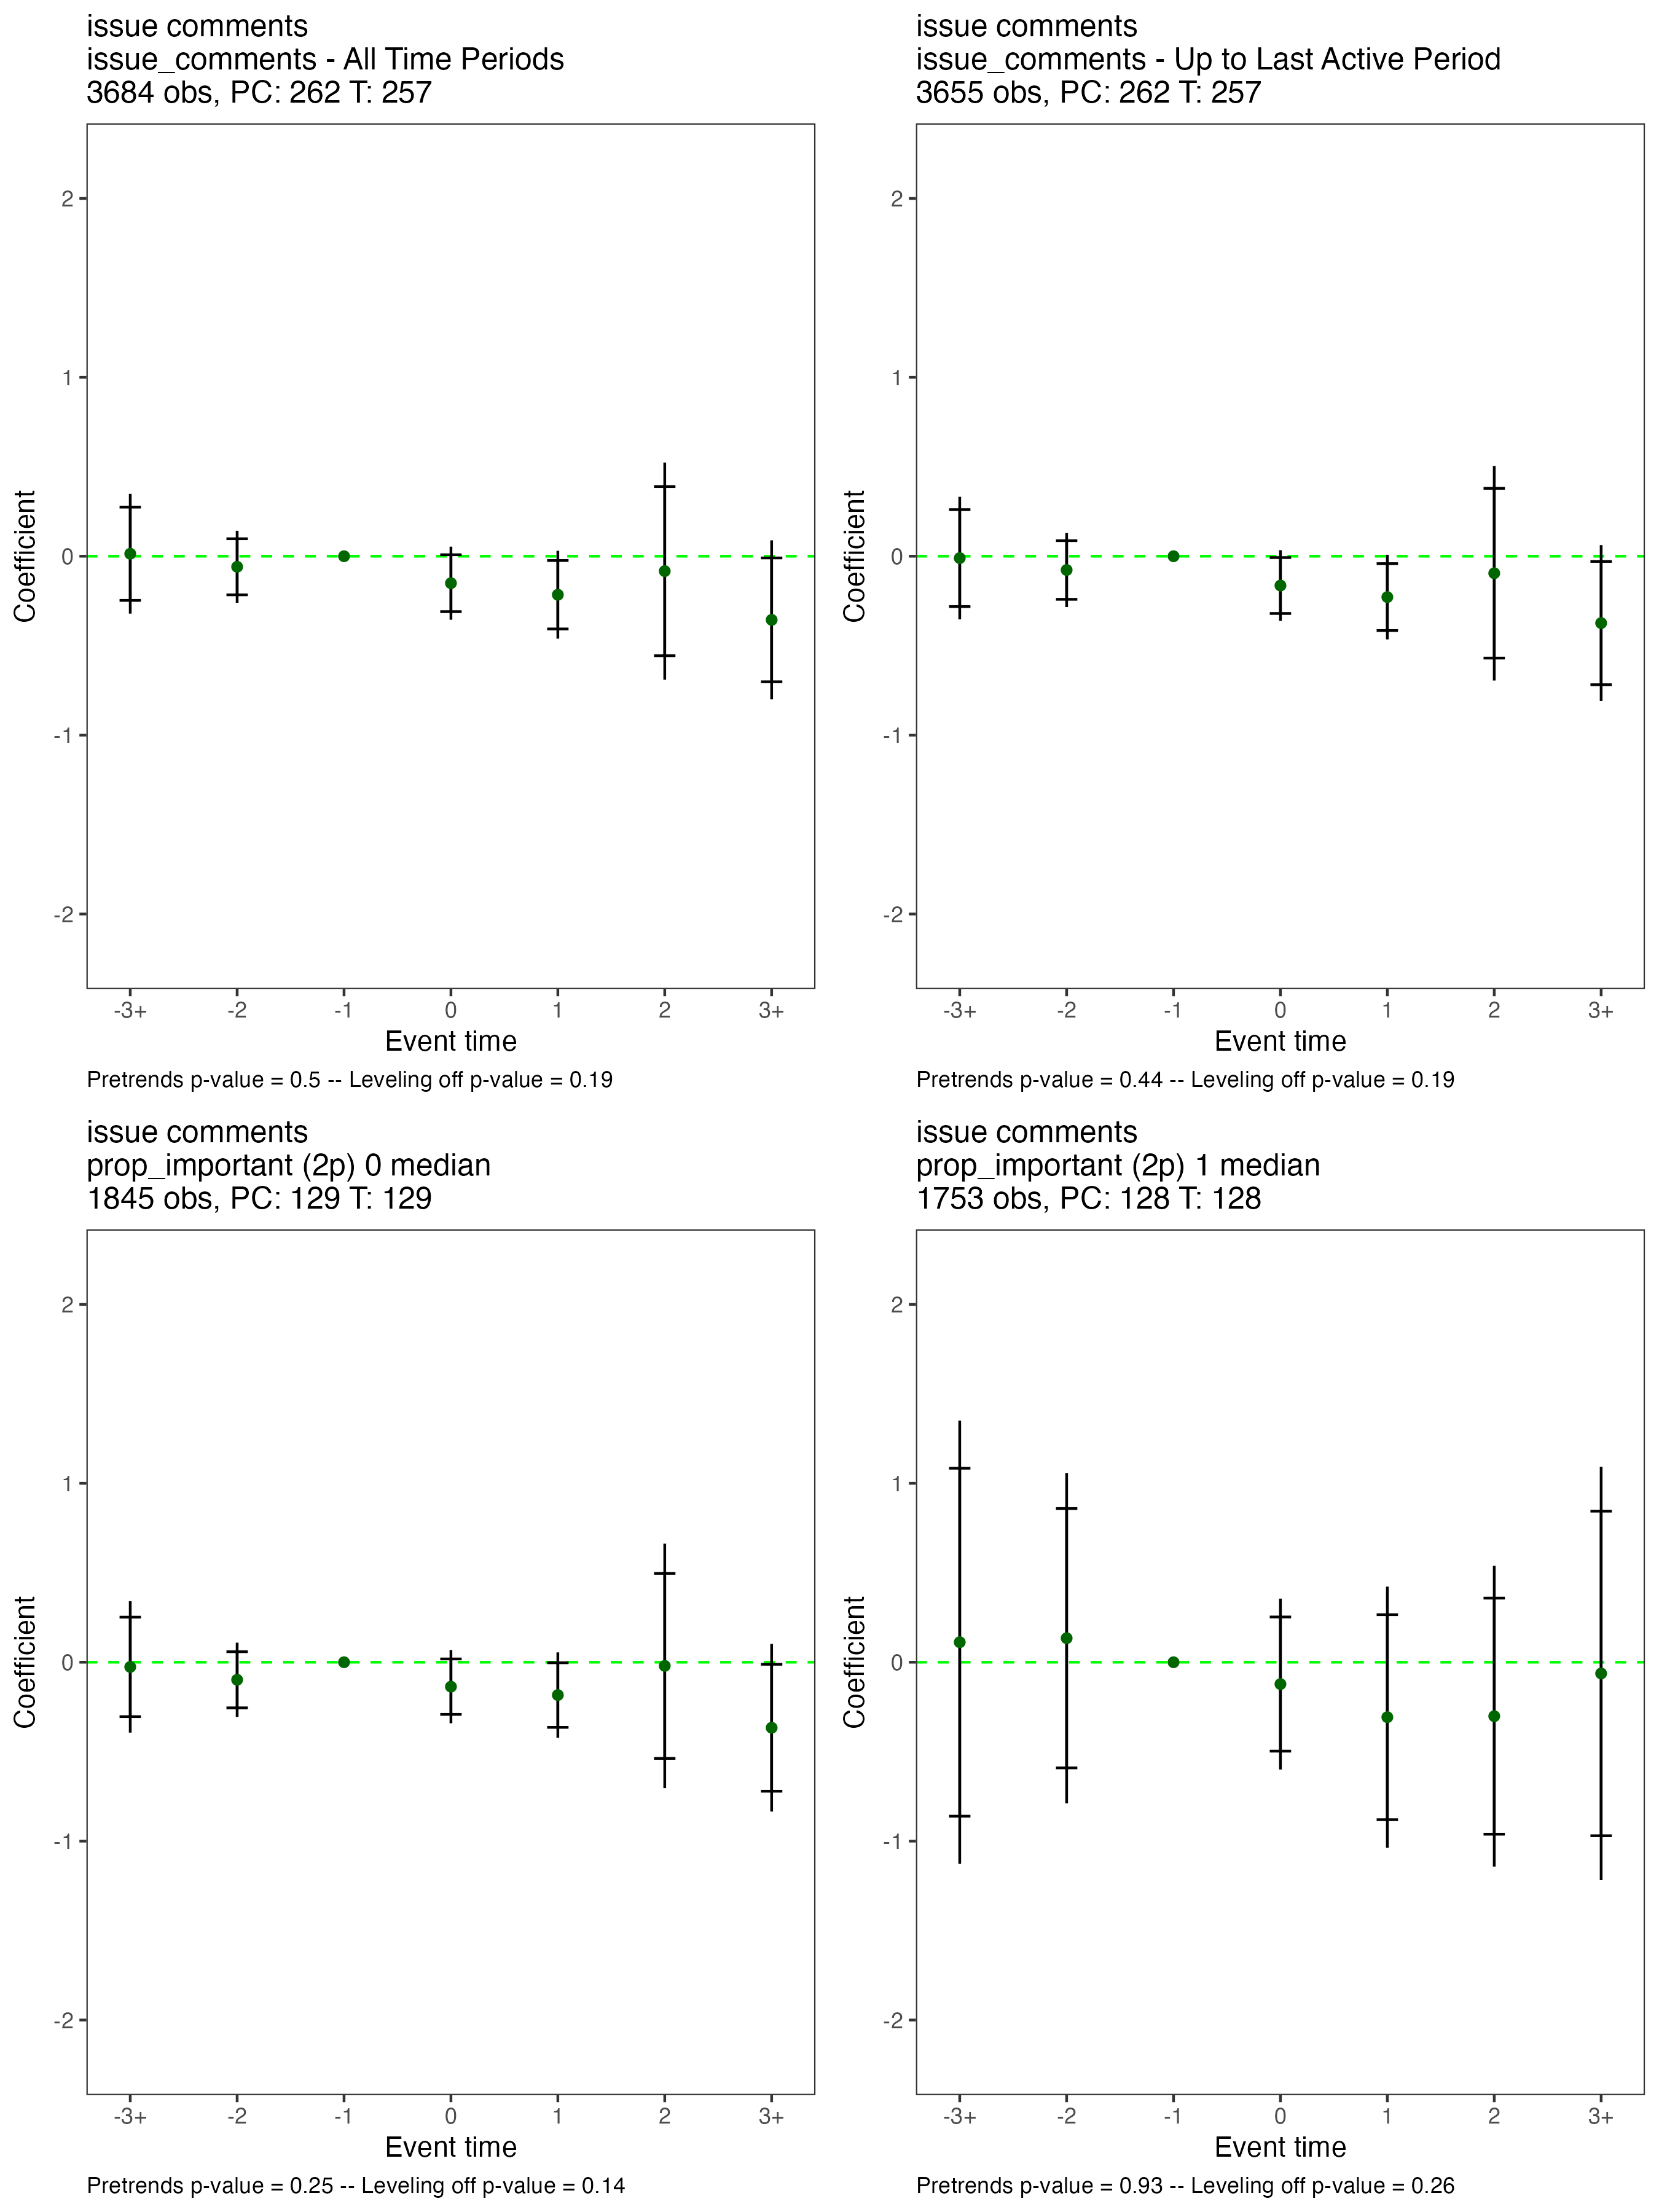 issue comments
issue_comments - All Time Periods
3684 obs, PC: 262 T: 257
2
1
0
-1
-2
Coefficient
-3+ -2 -1 0 1 2 3+
Event time
Pretrends p-value = 0.5 -- Leveling off p-value = 0.19
issue comments
issue_comments - Up to Last Active Period
3655 obs, PC: 262 T: 257
2
1
0
-1
-2
Coefficient
-3+ -2 -1 0 1 2 3+
Event time
Pretrends p-value = 0.44 -- Leveling off p-value = 0.19
issue comments
prop_important (2p) 0 median
1845 obs, PC: 129 T: 129
2
1
0
-1
-2
Coefficient
-3+ -2 -1 0 1 2 3+
Event time
Pretrends p-value = 0.25 -- Leveling off p-value = 0.14
issue comments
prop_important (2p) 1 median
1753 obs, PC: 128 T: 128
2
1
0
-1
-2
Coefficient
-3+ -2 -1 0 1 2 3+
Event time
Pretrends p-value = 0.93 -- Leveling off p-value = 0.26